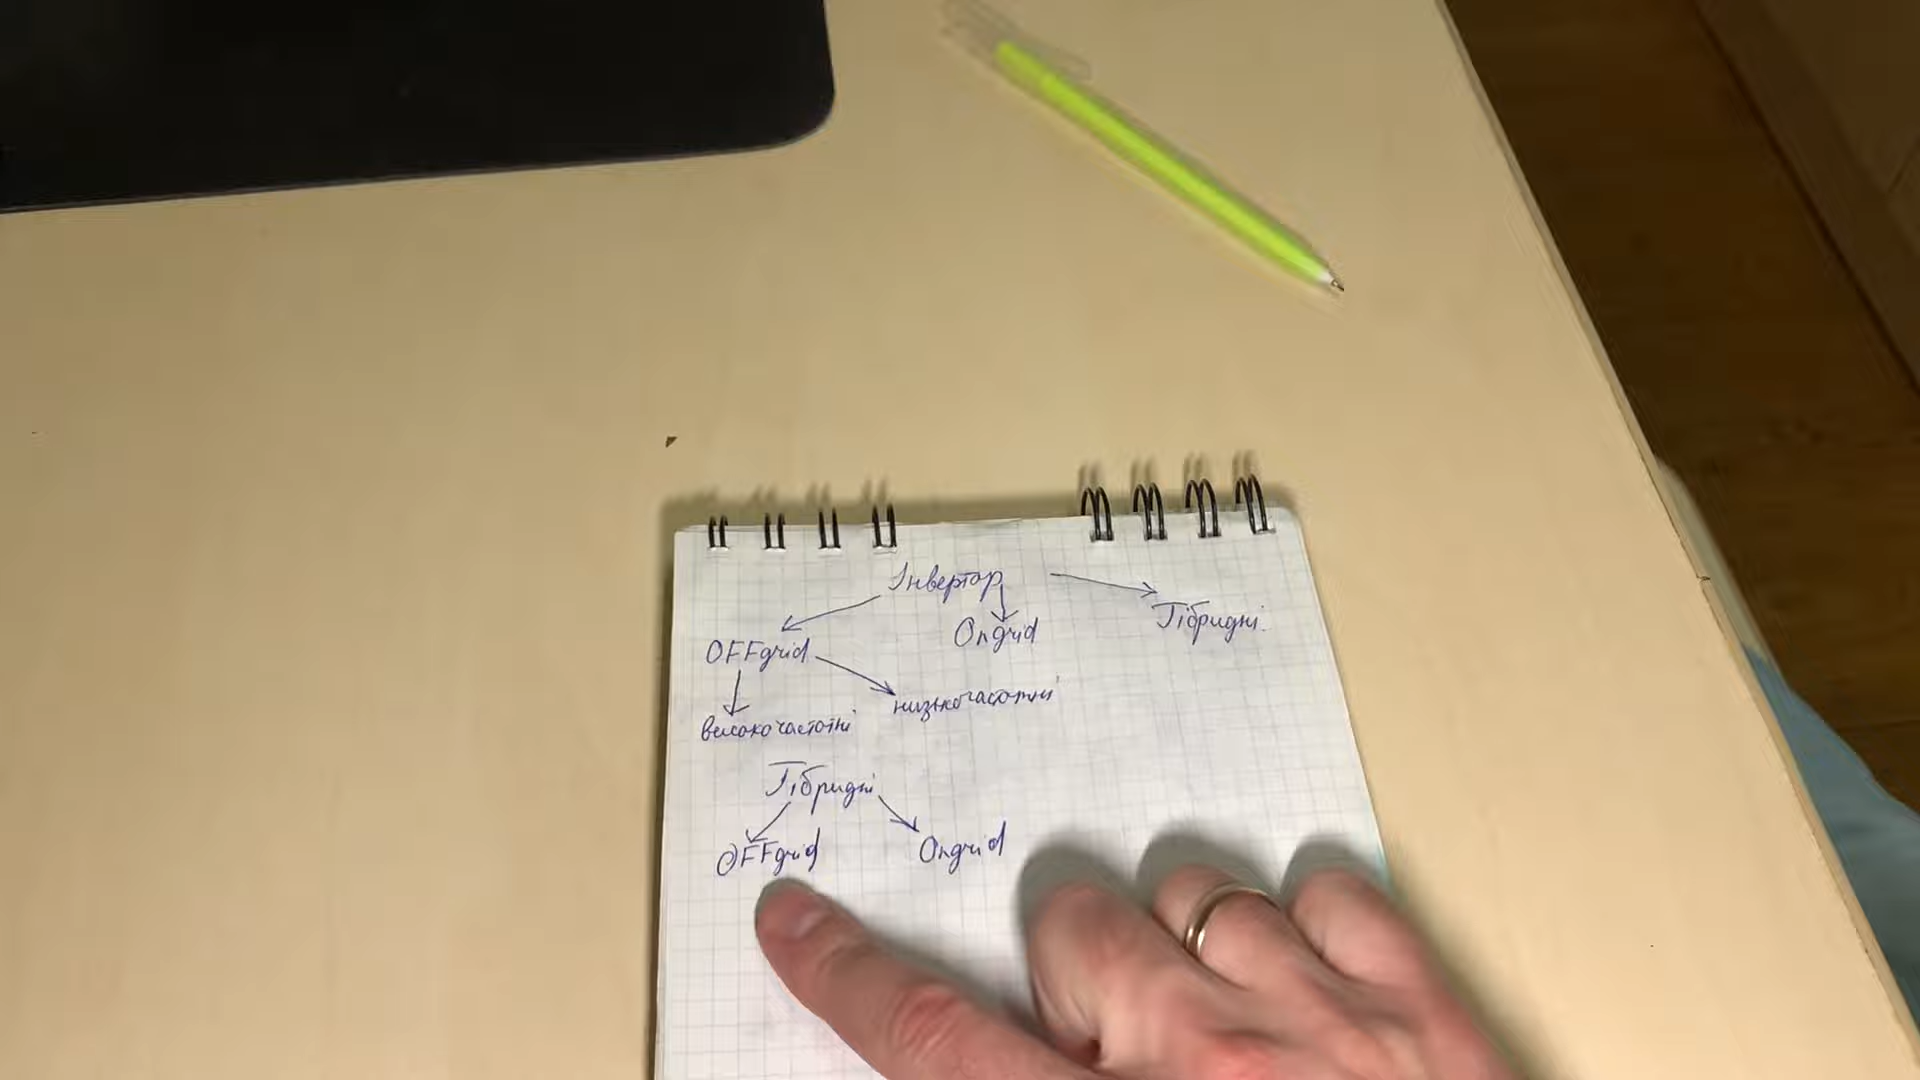 Інвертор
OFFgrid Ongrid Гібридні.
високочастотні низькочастотні
Гібридні
OFFgrid Ongrid